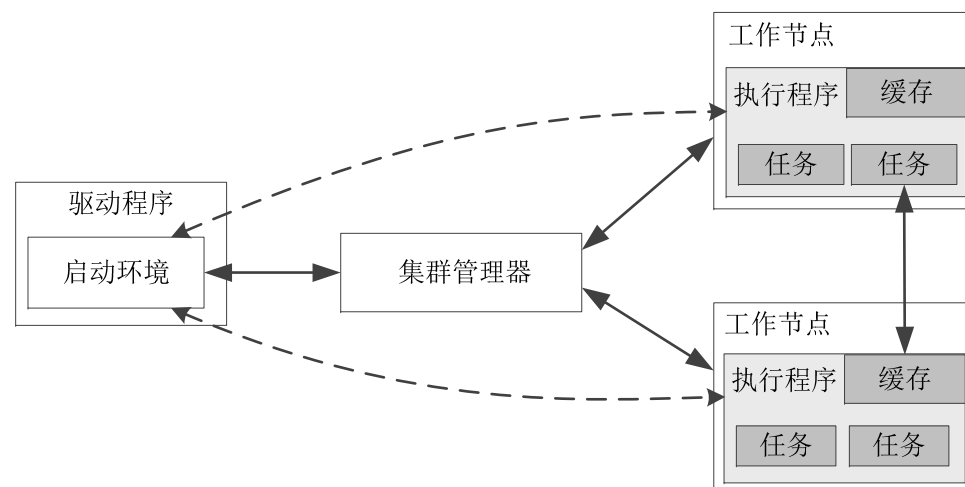 工作节点
执行程序
缓存
任务
任务
驱动程序
启动环境
集群管理器
工作节点
执行程序
缓存
任务
任务